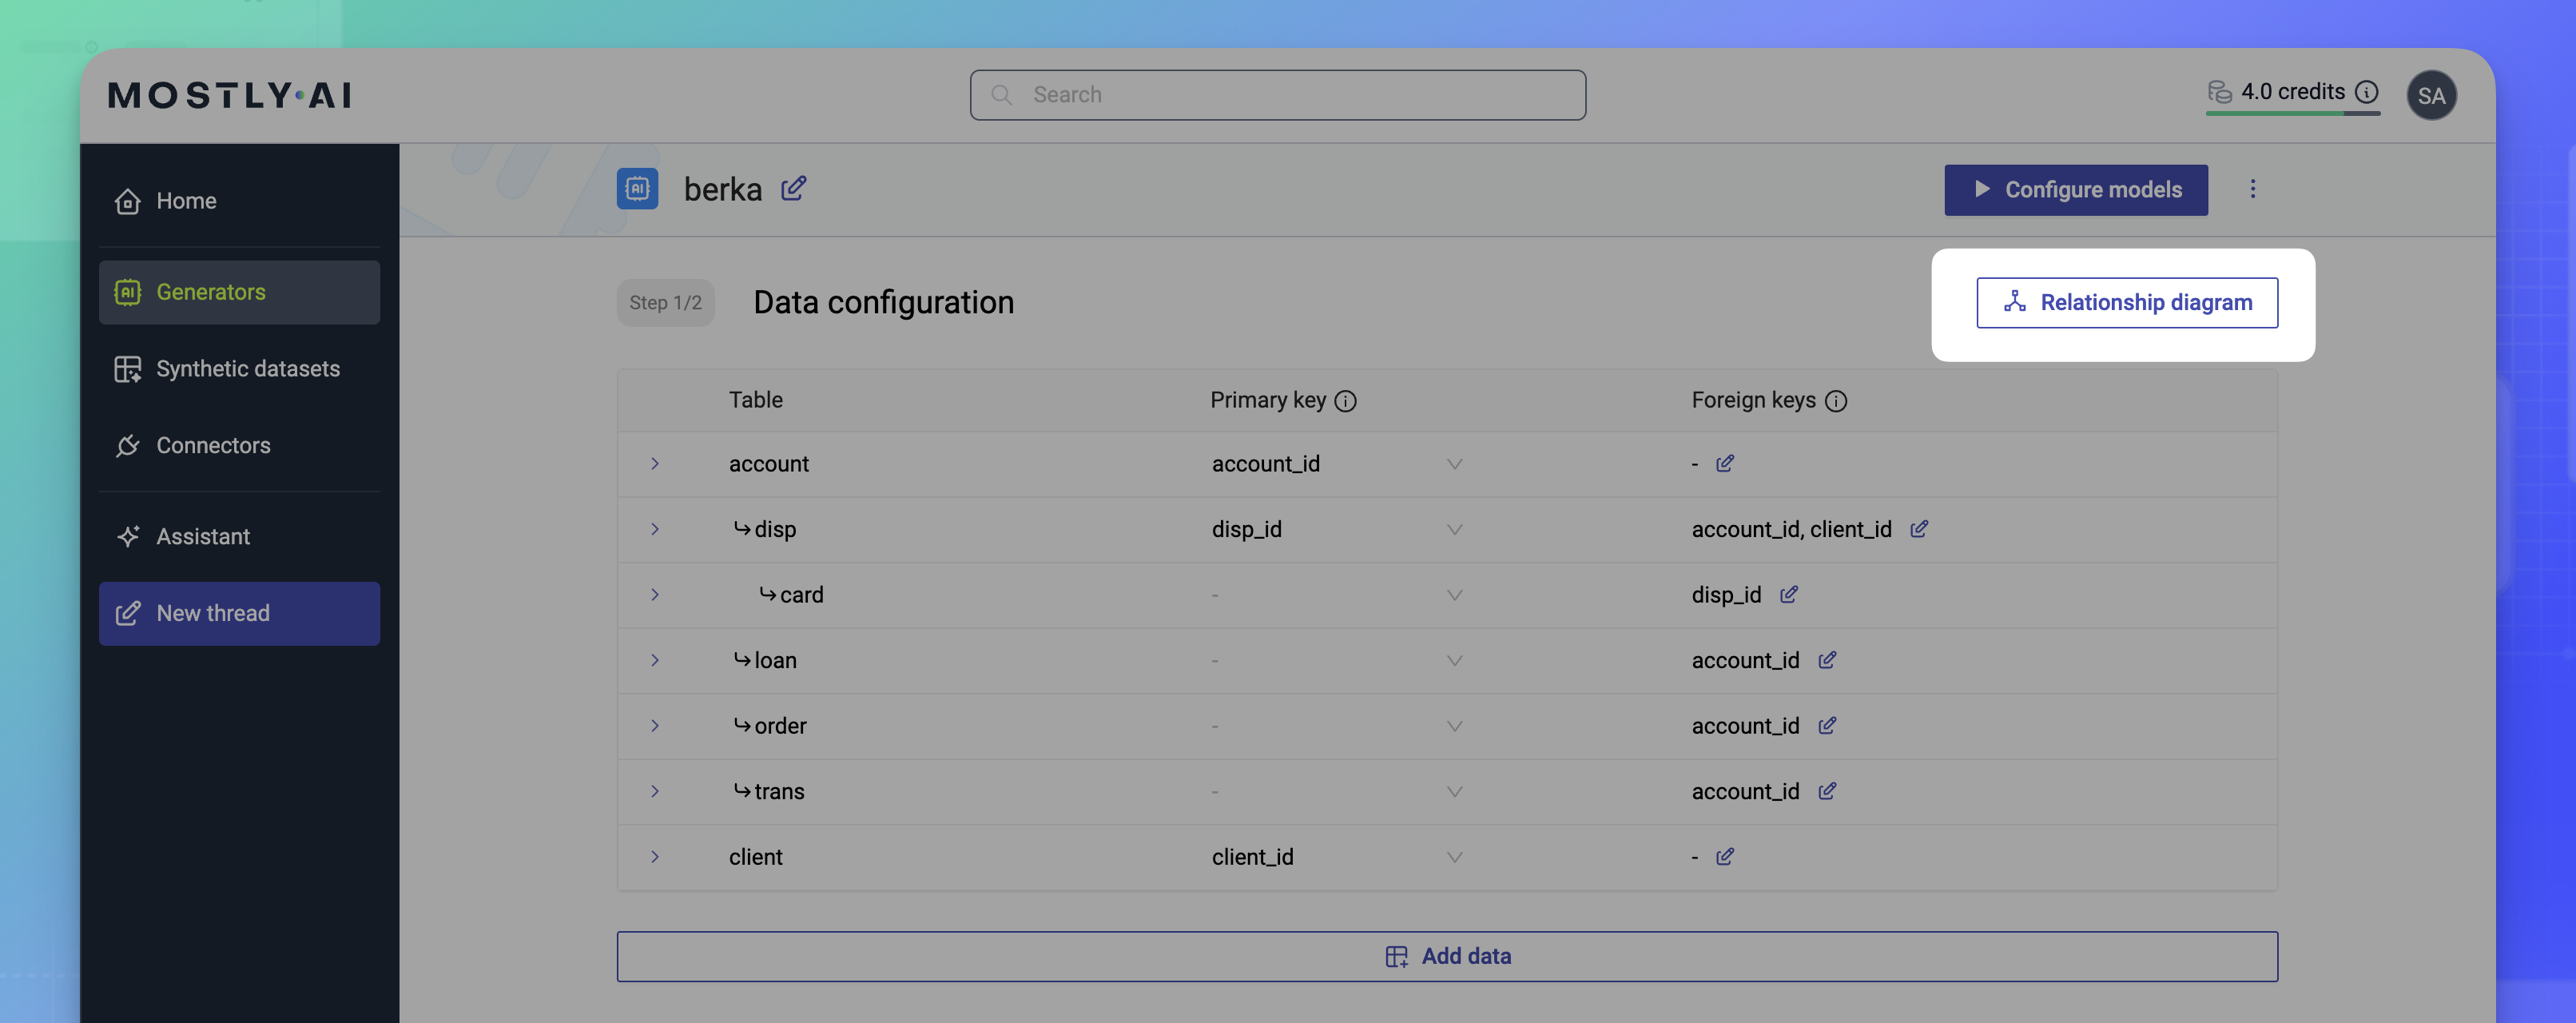 MOSTLY·AI
Search
4.0 credits
SA
Home
Generators
Synthetic datasets
Connectors
Assistant
New thread
berka
Configure models
Step 1/2
Data configuration
Relationship diagram
Table Primary key Foreign keys
account account_id -
disp disp_id account_id, client_id
card - disp_id
loan - account_id
order - account_id
trans - account_id
client client_id -
Add data